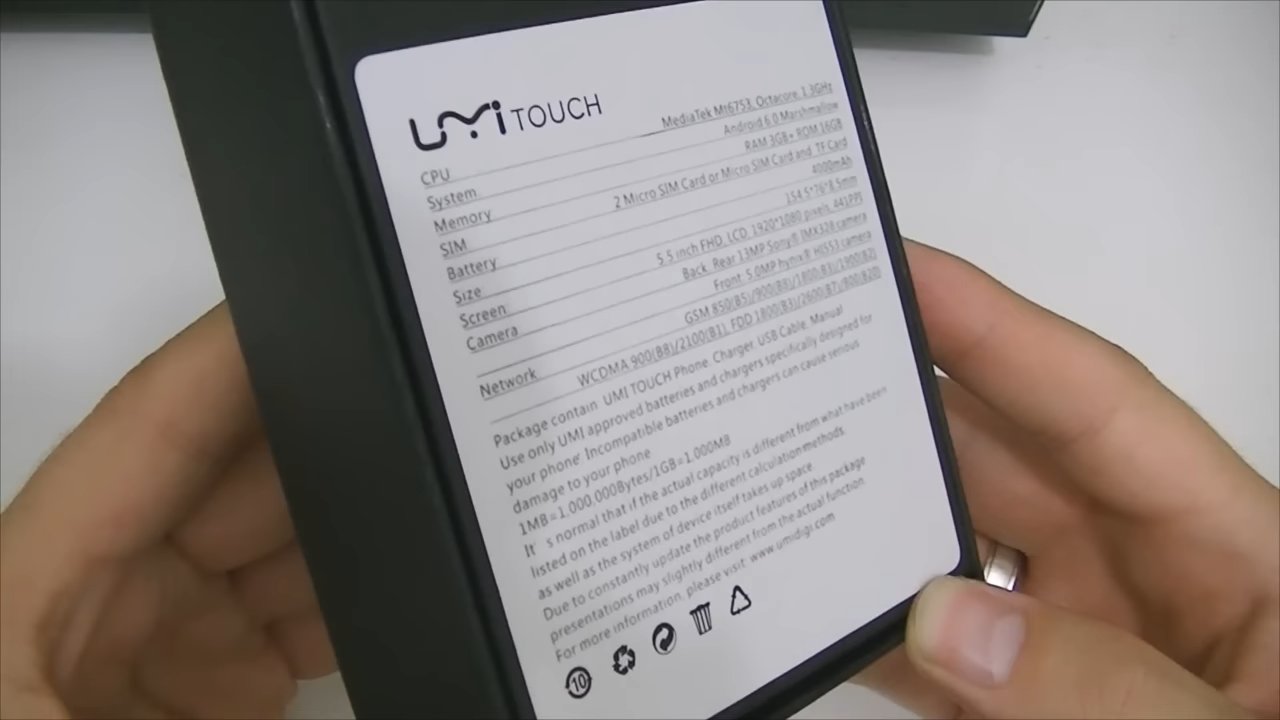 UMi TOUCH
CPU MediaTek Mt6753, Octacore, 1.3GHz
System Android 6.0 Marshmallow
Memory RAM 3GB+ ROM 16GB
SIM 2 Micro SIM Card or Micro SIM Card and TF Card
Battery 4000mAh
Size 154.5*76*8.5mm
Screen 5.5 inch FHD, LCD, 1920*1080 pixels, 441PPI
Camera Back: Rear 13MP Sony® IMX328 camera
Front: 5.0MP hynix® HI553 camera
Network GSM 850(B5)/900(B8)/1800(B3)/1900(B2)
WCDMA 900(B8)/2100(B1), FDD 1800(B3)/2600(B7)/800(B20)
Package contain UMI TOUCH Phone, Charger, USB Cable, Manual
Use only UMI approved batteries and chargers specifically designed for
your phone' Incompatible batteries and chargers can cause serious
damage to your phone
1MB=1,000,000Bytes/1GB=1,000MB
It's normal that if the actual capacity is different from what have been
listed on the label due to the different calculationmethods,
as well as the system of device itself takes up space
Due to constantly update the product features of this package
presentations may slightly different from the actual function.
For more information, please visit: www.umidigi.com
10